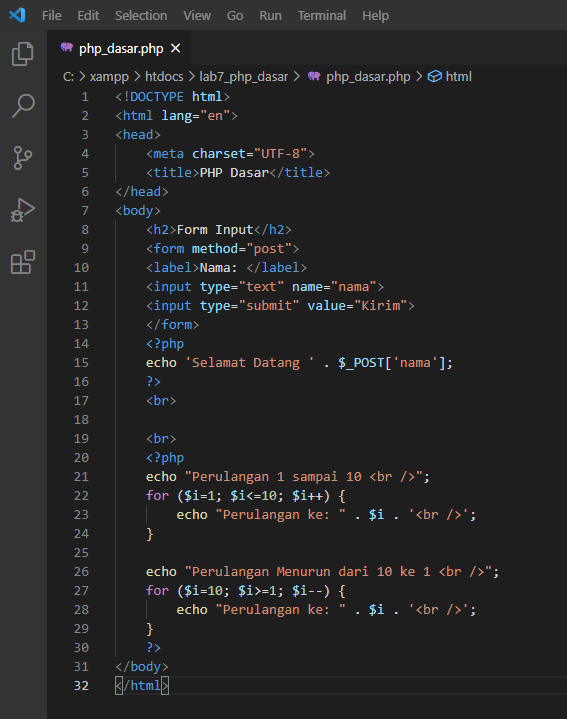 File Edit Selection View Go Run Terminal Help
php_dasar.php
C: > xampp > htdocs > lab7_php_dasar > php_dasar.php > html
1 <!DOCTYPE html>
2 <html lang="en">
3 <head>
4 <meta charset="UTF-8">
5 <title>PHP Dasar</title>
6 </head>
7 <body>
8 <h2>Form Input</h2>
9 <form method="post">
10 <label>Nama: </label>
11 <input type="text" name="nama">
12 <input type="submit" value="Kirim">
13 </form>
14 <?php
15 echo 'Selamat Datang ' . $_POST['nama'];
16 ?>
17 <br>
18
19 <br>
20 <?php
21 echo "Perulangan 1 sampai 10 <br />";
22 for ($i=1; $i<=10; $i++) {
23 echo "Perulangan ke: " . $i . '<br />';
24 }
25
26 echo "Perulangan Menurun dari 10 ke 1 <br />";
27 for ($i=10; $i>=1; $i--) {
28 echo "Perulangan ke: " . $i . '<br />';
29 }
30 ?>
31 </body>
32 </html>